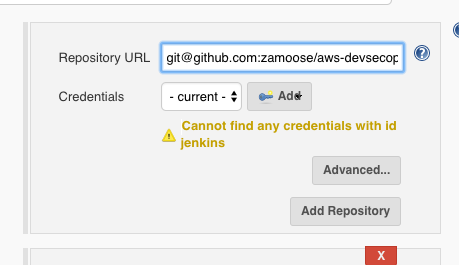 Repository URL git@github.com:zamoose/aws-devsecop
Credentials - current - Add
Cannot find any credentials with id
jenkins
Advanced...
Add Repository
X